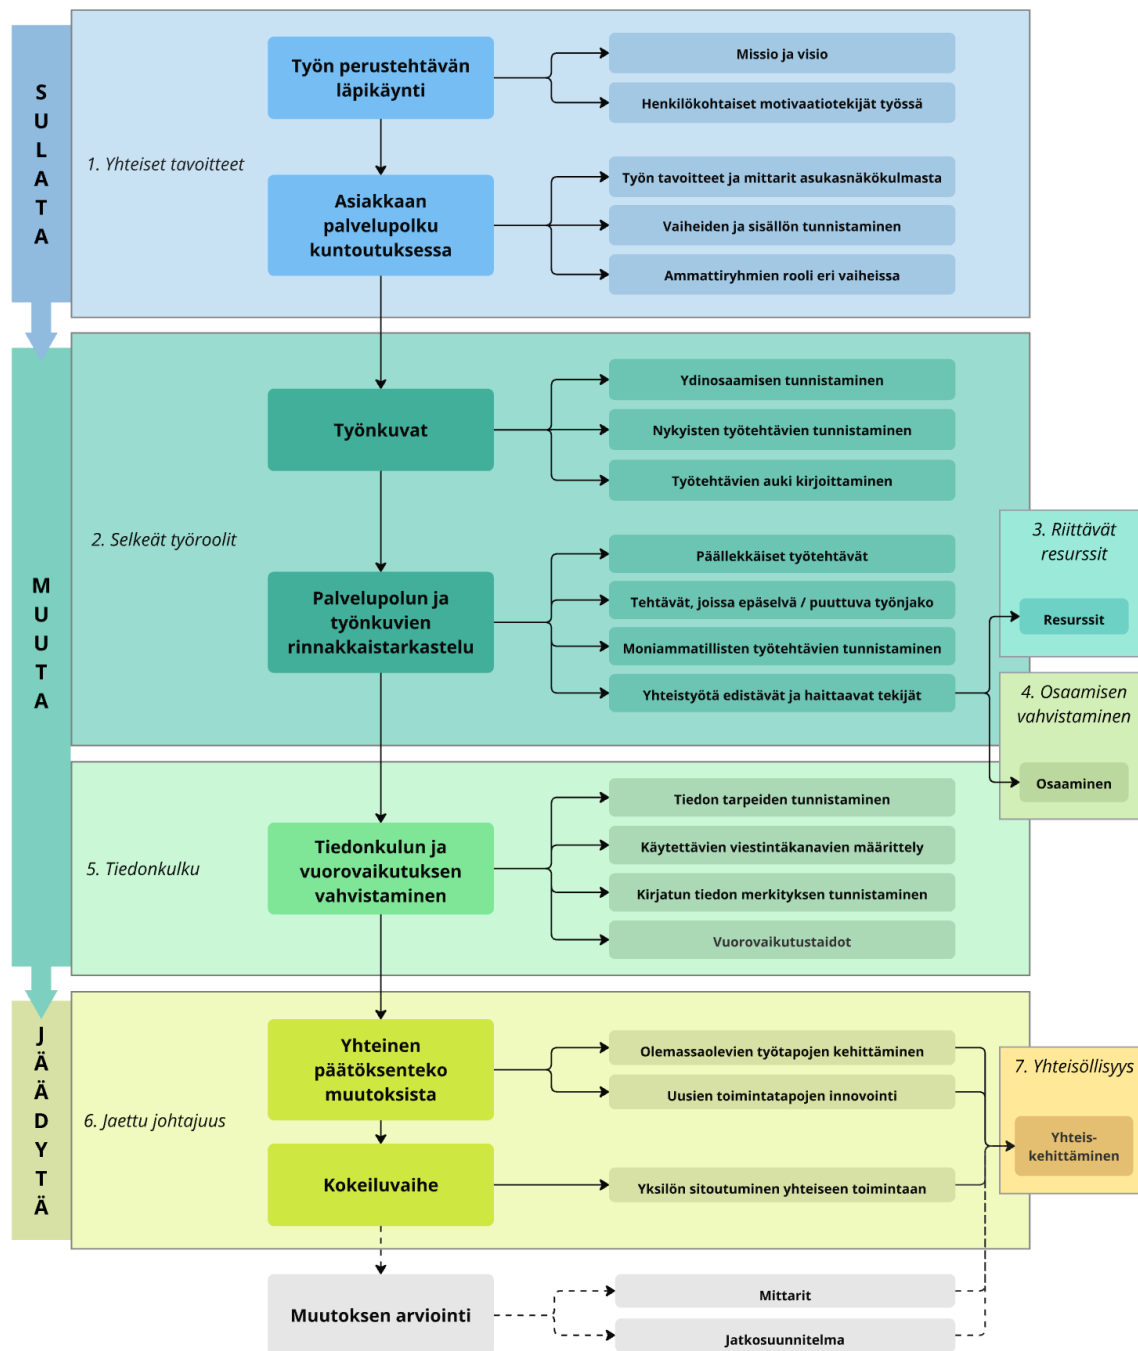 SULATA
1. Yhteiset tavoitteet
Työn perustehtävän
läpikäynti
Missio ja visio
Henkilökohtaiset motivaatiotekijät työssä
Asiakkaan
palvelupolku
kuntoutuksessa
Työn tavoitteet ja mittarit asukasnäkökulmasta
Vaiheiden ja sisällön tunnistaminen
Ammattiryhmien rooli eri vaiheissa
MUUTA
2. Selkeät työroolit
Työnkuvat
Ydinosaamisen tunnistaminen
Nykyisten työtehtävien tunnistaminen
Työtehtävien auki kirjoittaminen
Palvelupolun ja
työnkuvien
rinnakkaistarkastelu
Päällekkäiset työtehtävät
Tehtävät, joissa epäselvä / puuttuva työnjako
Moniammatillisten työtehtävien tunnistaminen
Yhteistyötä edistävät ja haittaavat tekijät
3. Riittävät
resurssit
Resurssit
4. Osaamisen
vahvistaminen
Osaaminen
5. Tiedonkulku
Tiedonkulun ja
vuorovaikutuksen
vahvistaminen
Tiedon tarpeiden tunnistaminen
Käytettävien viestintäkanavien määrittely
Kirjatun tiedon merkityksen tunnistaminen
Vuorovaikutustaidot
JÄÄDYTÄ
6. Jaettu johtajuus
Yhteinen
päätöksenteko
muutoksista
Olemassaolevien työtapojen kehittäminen
Uusien toimintatapojen innovointi
Kokeiluvaihe
Yksilön sitoutuminen yhteiseen toimintaan
7. Yhteisöllisyys
Yhteis-
kehittäminen
Muutoksen arviointi
Mittarit
Jatkosuunnitelma